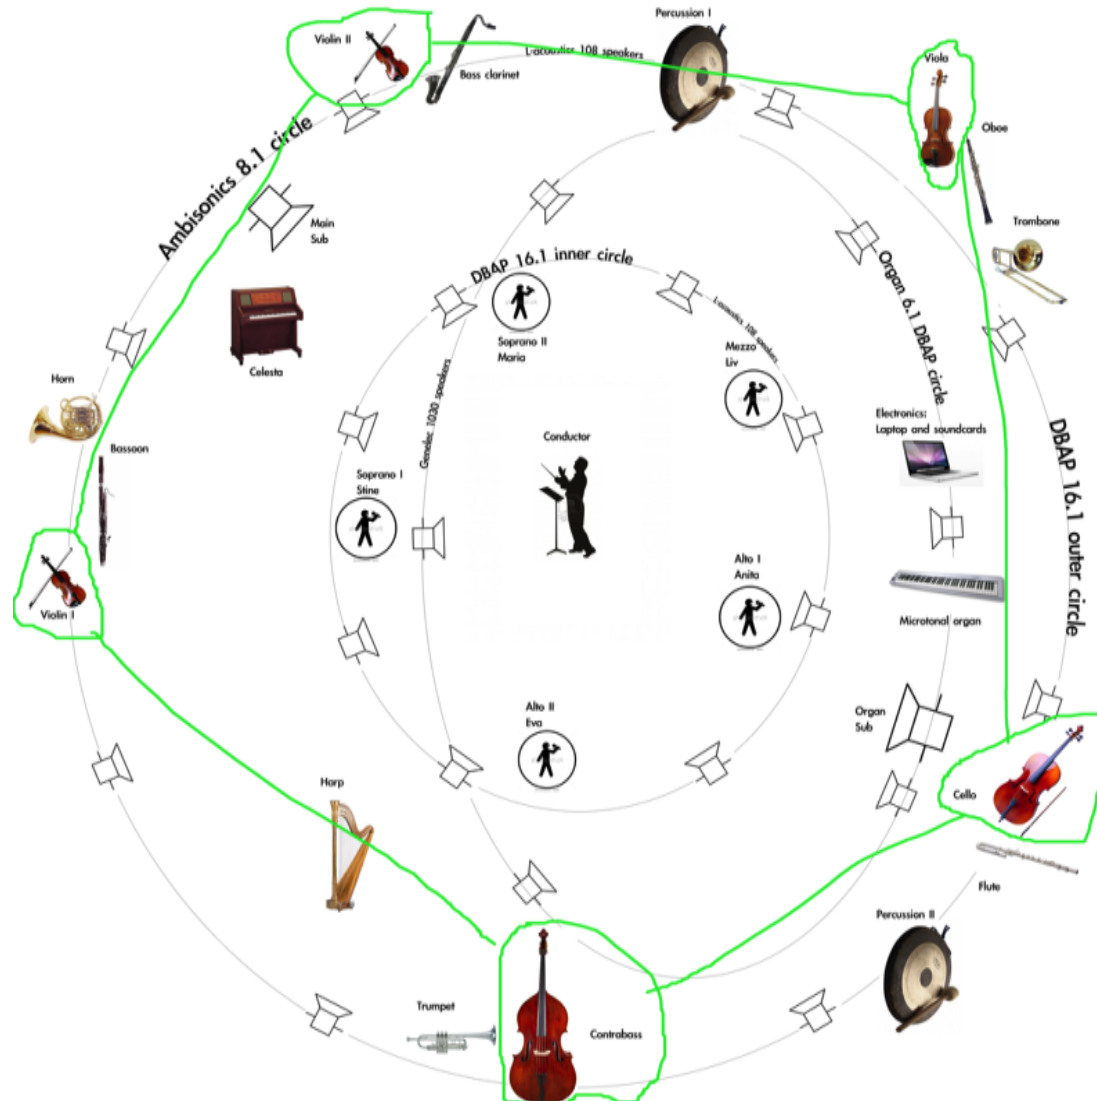 Percussion I
Violin II
L-acoustics 108 speakers
Viola
Bass clarinet
Oboe
Ambisonics 8.1 circle
Main
Sub
Trombone
DBAP 16.1 inner circle
Organ 6.1 DBAP circle
L-acoustics 108 speakers
Soprano II
Maria
Mezzo
Liv
Celesta
Horn
Genelec 1030 speakers
Electronics:
Laptop and soundcards
Conductor
Bassoon
Soprano I
Stine
DBAP 16.1 outer circle
Alto I
Anita
Violin I
Microtonal organ
Alto II
Eva
Organ
Sub
Harp
Cello
Flute
Percussion II
Trumpet
Contrabass